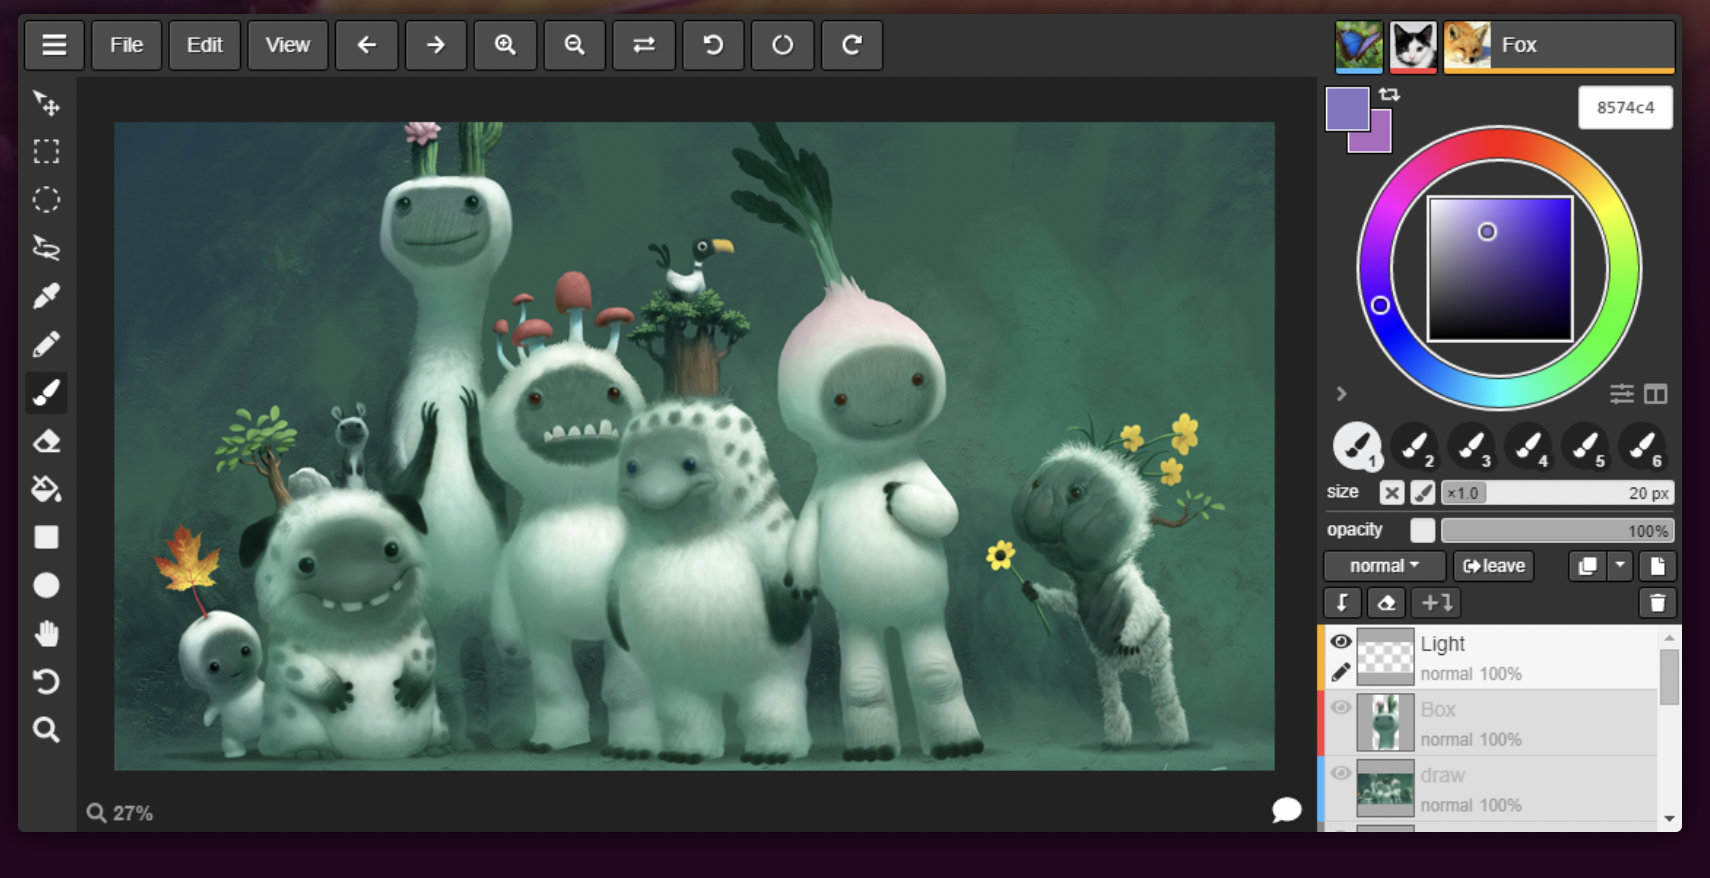 File Edit View Fox
8574c4
1 2 3 4 5 6
size ×1.0 20 px
opacity 100%
normal leave
Light
normal 100%
Box
normal 100%
draw
normal 100%
27%